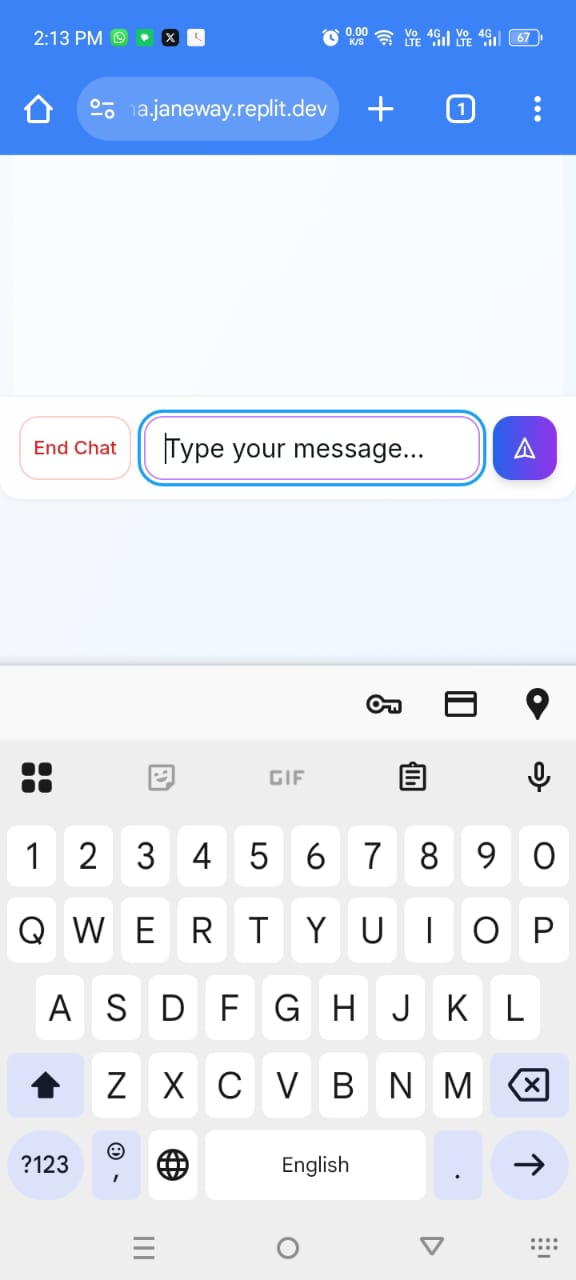 2:13 PM 0.00 K/S Vo LTE 4G Vo LTE 4G 67
a.janeway.replit.dev 1
End Chat Type your message...
GIF
1 2 3 4 5 6 7 8 9 0
Q W E R T Y U I O P
A S D F G H J K L
Z X C V B N M
?123 , English .